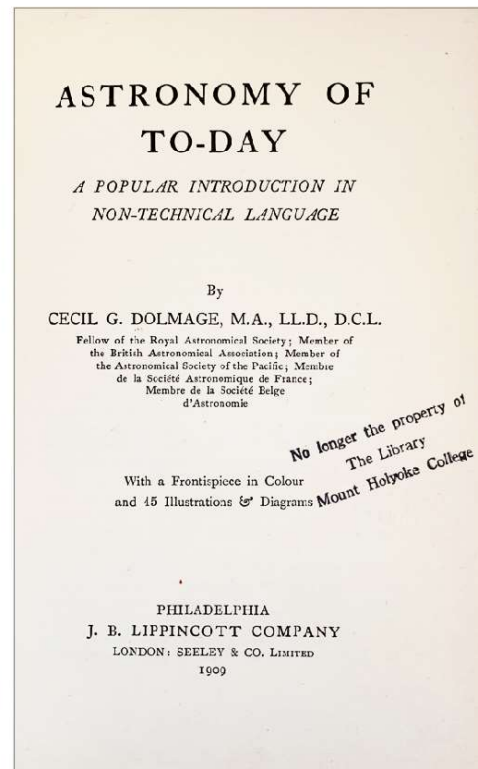 ASTRONOMY OF
TO-DAY
A POPULAR INTRODUCTION IN
NON-TECHNICAL LANGUAGE
By
CECIL G. DOLMAGE, M.A., LL.D., D.C.L.
Fellow of the Royal Astronomical Society; Member of
the British Astronomical Association; Member of
the Astronomical Society of the Pacific; Membre
de la Société Astronomique de France;
Membre de la Société Belge
d'Astronomie
With a Frontispiece in Colour
and 45 Illustrations & Diagrams
No longer the property of
The Library
Mount Holyoke College
PHILADELPHIA
J. B. LIPPINCOTT COMPANY
LONDON: SEELEY & CO. LIMITED
1909